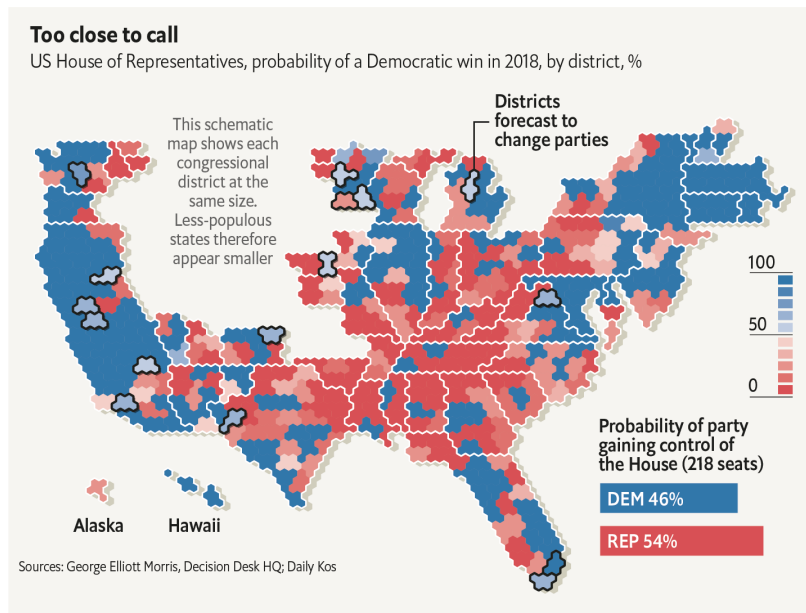 Too close to call
US House of Representatives, probability of a Democratic win in 2018, by district, %
This schematic
map shows each
congressional
district at the
same size.
Less-populous
states therefore
appear smaller
Districts
forecast to
change parties
100
50
0
Probability of party
gaining control of
the House (218 seats)
DEM 46%
REP 54%
Alaska
Hawaii
Sources: George Elliott Morris, Decision Desk HQ; Daily Kos